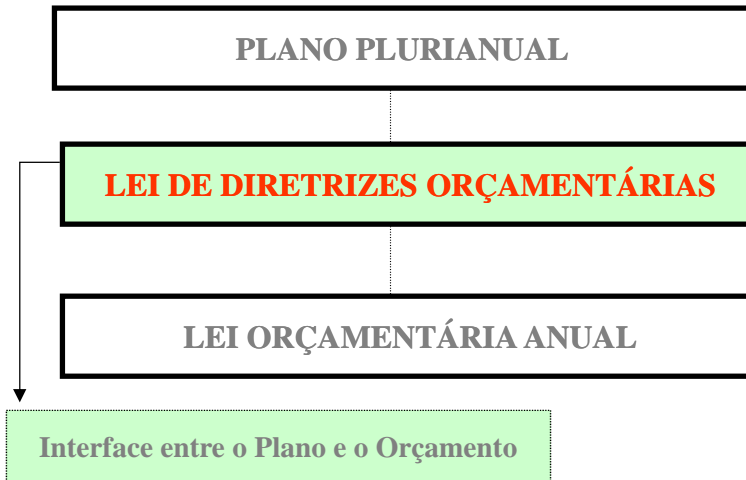 PLANO PLURIANUAL
LEI DE DIRETRIZES ORÇAMENTÁRIAS
LEI ORÇAMENTÁRIA ANUAL
Interface entre o Plano e o Orçamento